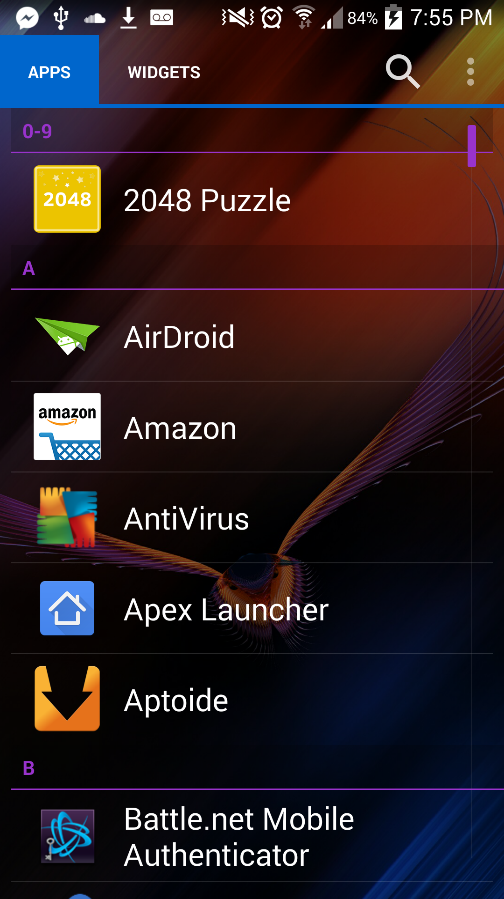 84% 7:55 PM
APPS WIDGETS
0-9
2048
2048 Puzzle
A
AirDroid
amazon
Amazon
AntiVirus
Apex Launcher
Aptoide
B
Battle.net Mobile
Authenticator